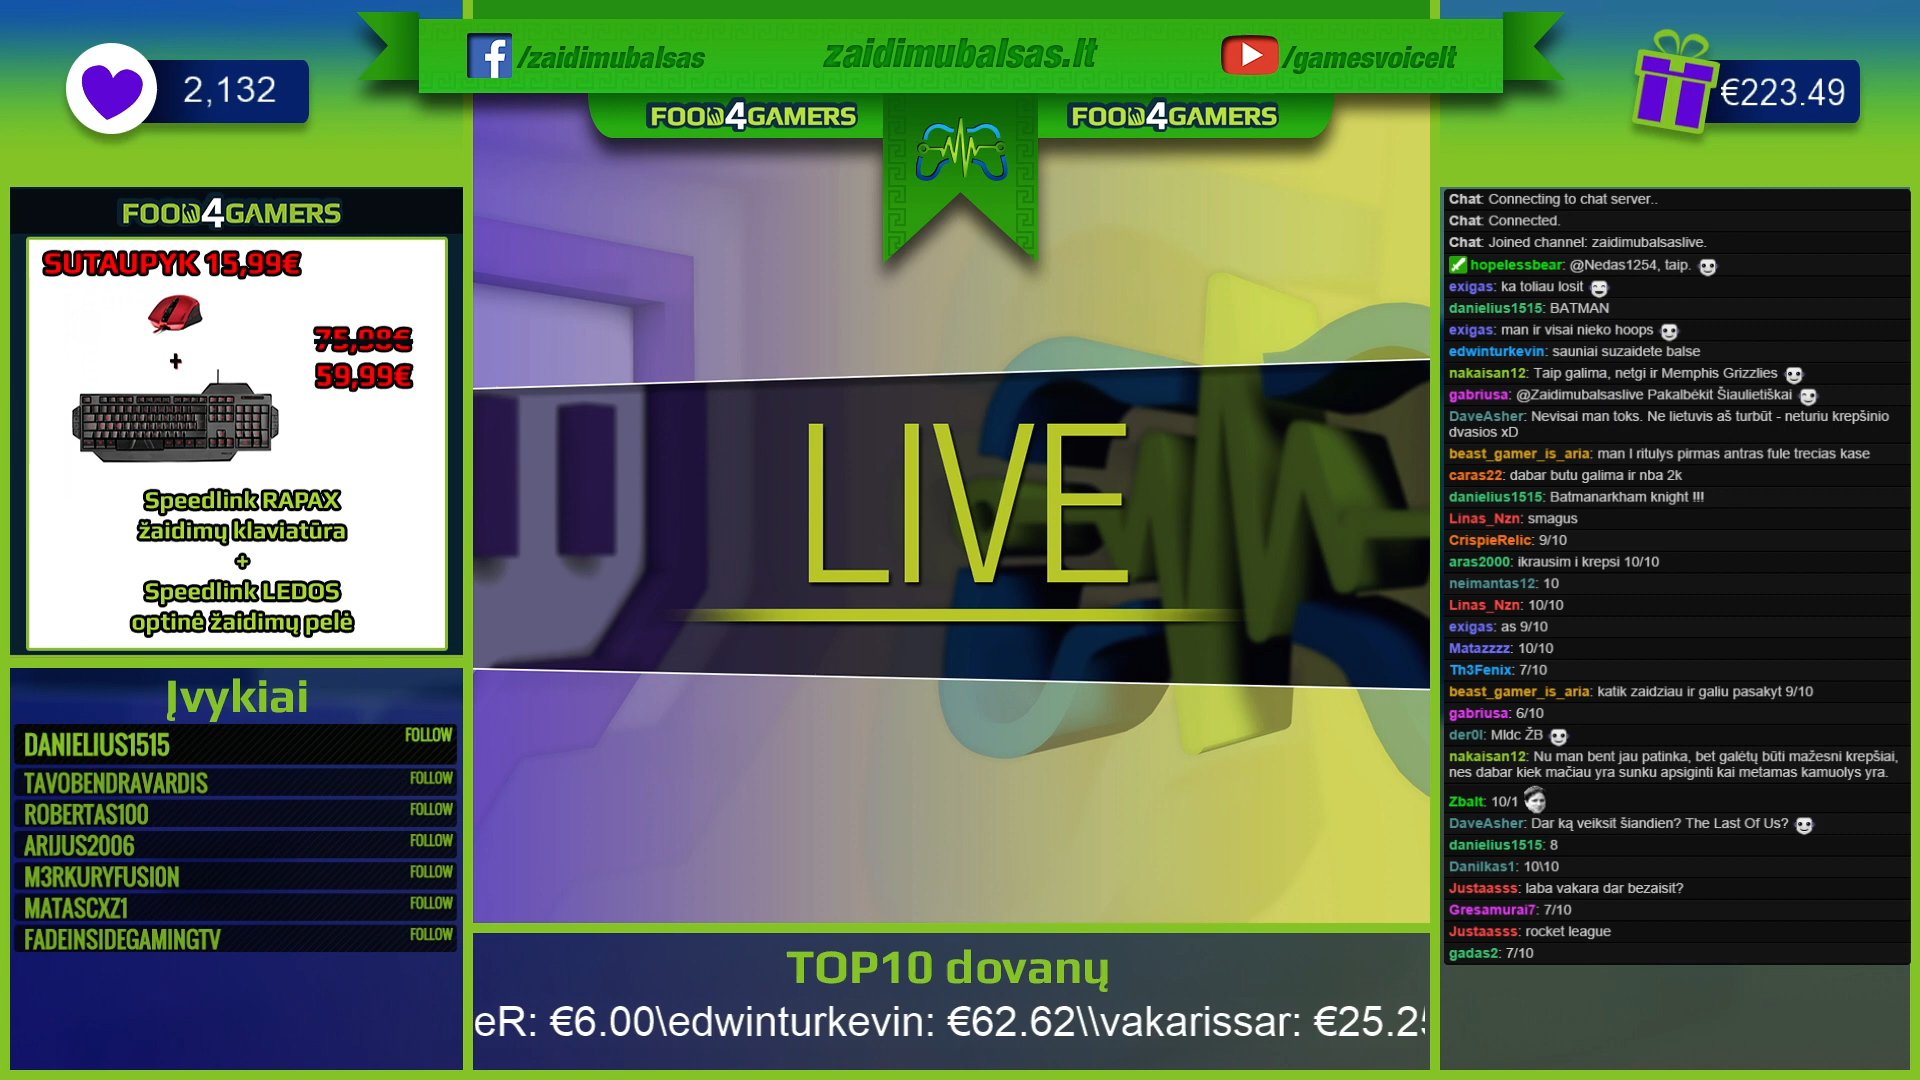 /zaidimubalsas
zaidimubalsas.lt
/gamesvoicelt
2,132
€223.49
FOOD4GAMERS
FOOD4GAMERS
FOOD4GAMERS
SUTAUPYK 15,99€
+
75,98€
59,99€
Speedlink RAPAX
žaidimų klaviatūra
+
Speedlink LEDOS
optinė žaidimų pelė
Įvykiai
DANIELIUS1515 FOLLOW
TAVOBENDRAVARDIS FOLLOW
ROBERTAS100 FOLLOW
ARIJUS2006 FOLLOW
M3RKURYFUSION FOLLOW
MATASCXZ1 FOLLOW
FADEINSIDEGAMINGTV FOLLOW
LIVE
TOP10 dovanų
eR: €6.00\edwinturkevin: €62.62\\vakarissar: €25.25
Chat: Connecting to chat server..
Chat: Connected.
Chat: Joined channel: zaidimubalsaslive.
hopelessbear: @Nedas1254, taip.
exigas: ka toliau losit
danielius1515: BATMAN
exigas: man ir visai nieko hoops
edwinturkevin: sauniai suzaidete balse
nakaisan12: Taip galima, netgi ir Memphis Grizzlies
gabriusa: @Zaidimubalsaslive Pakalbėkit Šiaulietiškai
DaveAsher: Nevisai man toks. Ne lietuvis aš turbūt - neturiu krepšinio
dvasios xD
beast_gamer_is_aria: man l ritulys pirmas antras fule trecias kase
caras22: dabar butu galima ir nba 2k
danielius1515: Batmanarkham knight !!!
Linas_Nzn: smagus
CrispieRelic: 9/10
aras2000: ikrausim i krepsi 10/10
neimantas12: 10
Linas_Nzn: 10/10
exigas: as 9/10
Matazzzz: 10/10
Th3Fenix: 7/10
beast_gamer_is_aria: katik zaidziau ir galiu pasakyt 9/10
gabriusa: 6/10
der0l: Mldc ŽB
nakaisan12: Nu man bent jau patinka, bet galėtų būti mažesni krepšiai,
nes dabar kiek mačiau yra sunku apsiginti kai metamas kamuolys yra.
Zbalt: 10/1
DaveAsher: Dar ką veiksit šiandien? The Last Of Us?
danielius1515: 8
Danilkas1: 10\10
Justaasss: laba vakara dar bezaisit?
Gresamurai7: 7/10
Justaasss: rocket league
gadas2: 7/10